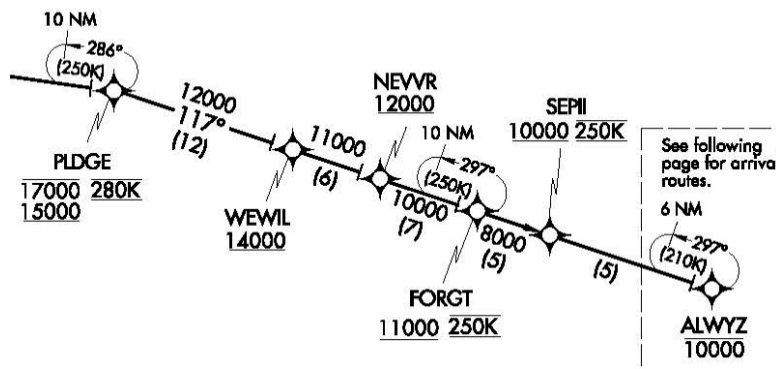 10 NM
286°
(250K)
12000
117°
(12)
PLDGE
17000 280K
15000
11000
(6)
WEWIL
14000
NEVVR
12000
10 NM
297°
(250K)
10000
(7)
SEPII
10000 250K
8000
(5)
FORGT
11000 250K
(5)
See following
page for arrival
routes.
6 NM
297°
(210K)
ALWYZ
10000